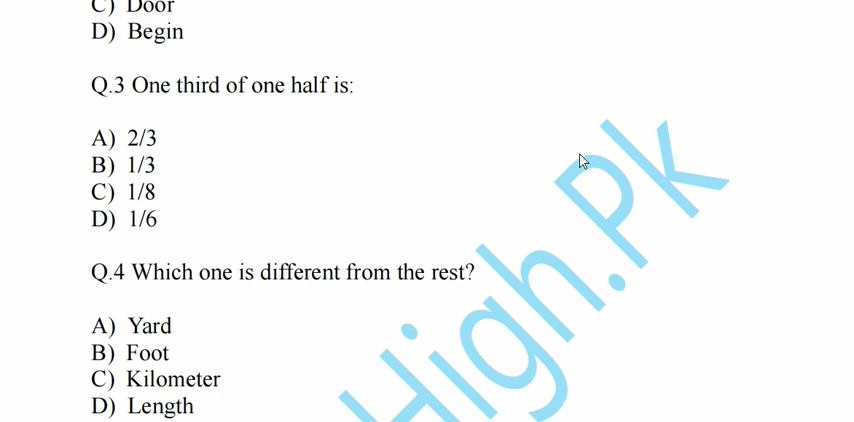 C) Door
D) Begin
Q.3 One third of one half is:
A) 2/3
B) 1/3
C) 1/8
D) 1/6
Q.4 Which one is different from the rest?
A) Yard
B) Foot
C) Kilometer
D) Length
High.Pk